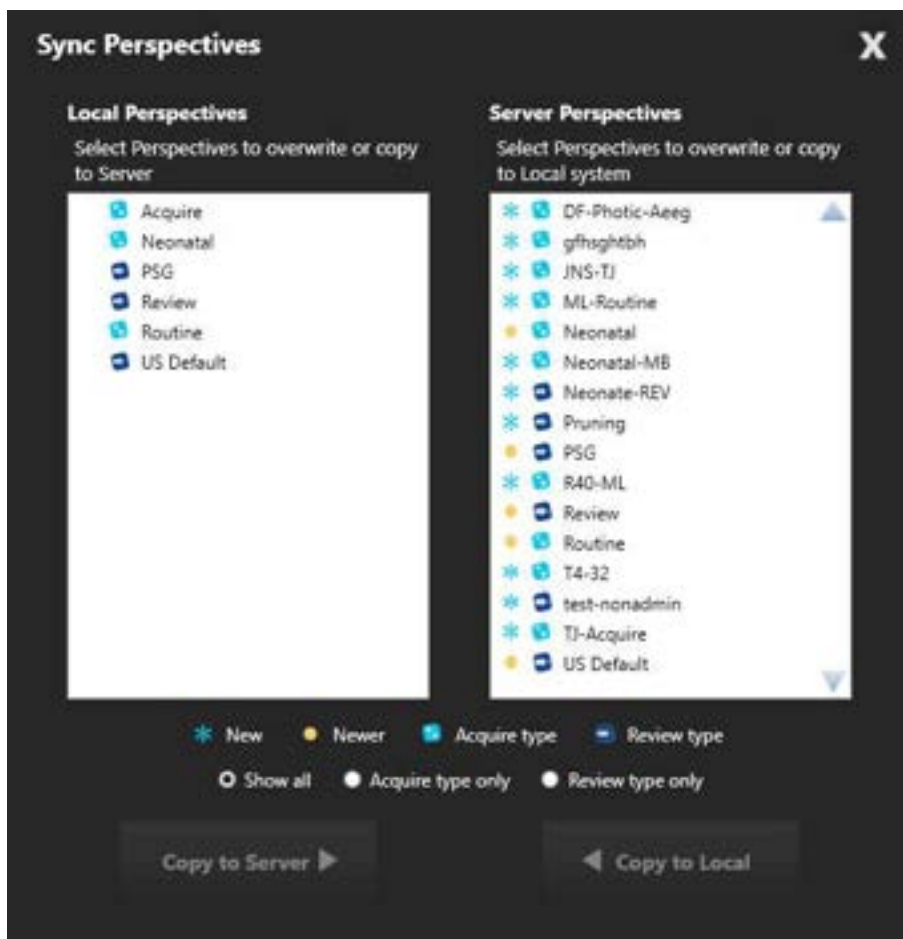 Sync Perspectives
X
Local Perspectives
Select Perspectives to overwrite or copy
to Server
Acquire
Neonatal
PSG
Review
Routine
US Default
Server Perspectives
Select Perspectives to overwrite or copy
to Local system
DF-Photic-Aeeg
gfhsghtbh
JNS-TJ
ML-Routine
Neonatal
Neonatal-MB
Neonate-REV
Pruning
PSG
R40-ML
Review
Routine
T4-32
test-nonadmin
TJ-Acquire
US Default
New Newer Acquire type Review type
Show all Acquire type only Review type only
Copy to Server Copy to Local